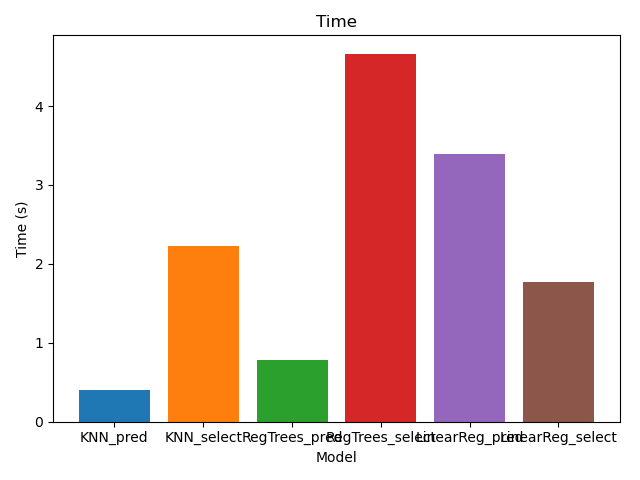 Time
Time (s)
4
3
2
1
0
KNN_pred KNN_select RegTrees_pred RegTrees_select LinearReg_pred LinearReg_select
Model